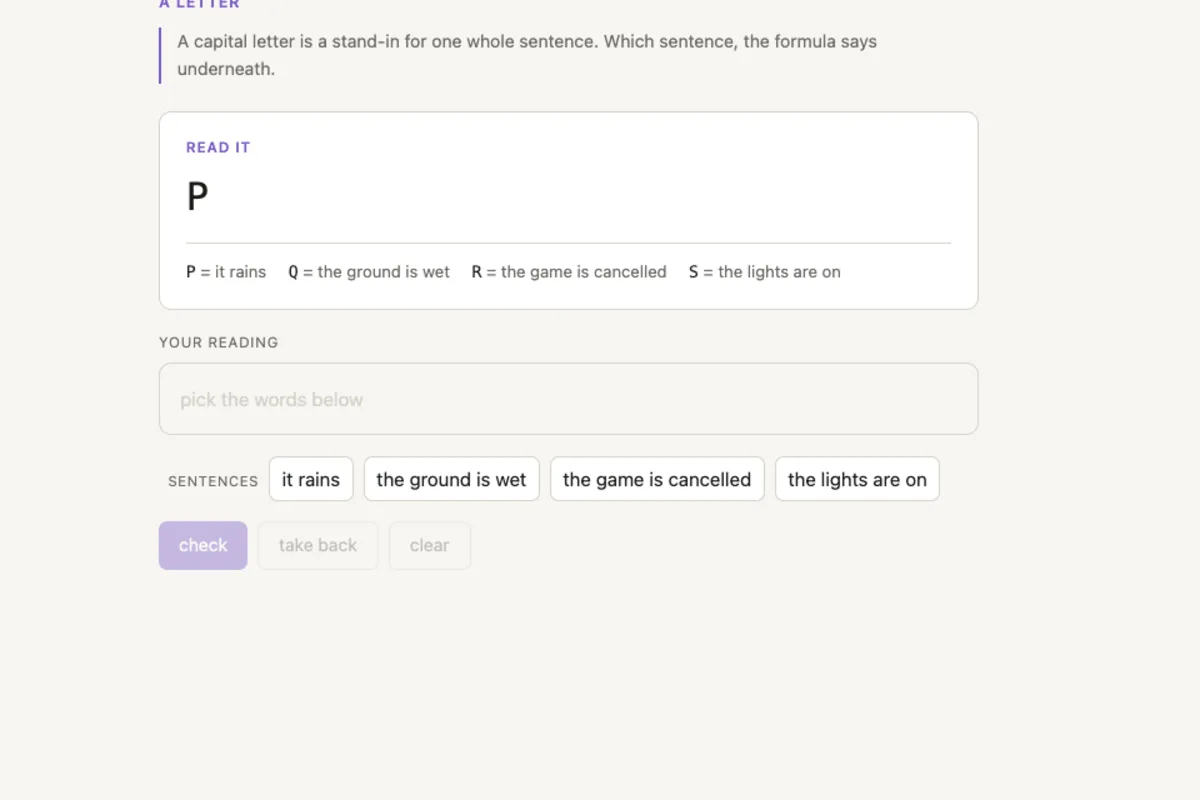 A LETTER
A capital letter is a stand-in for one whole sentence. Which sentence, the formula says
underneath.
READ IT
P
P = it rains Q = the ground is wet R = the game is cancelled S = the lights are on
YOUR READING
pick the words below
SENTENCES it rains the ground is wet the game is cancelled the lights are on
check take back clear